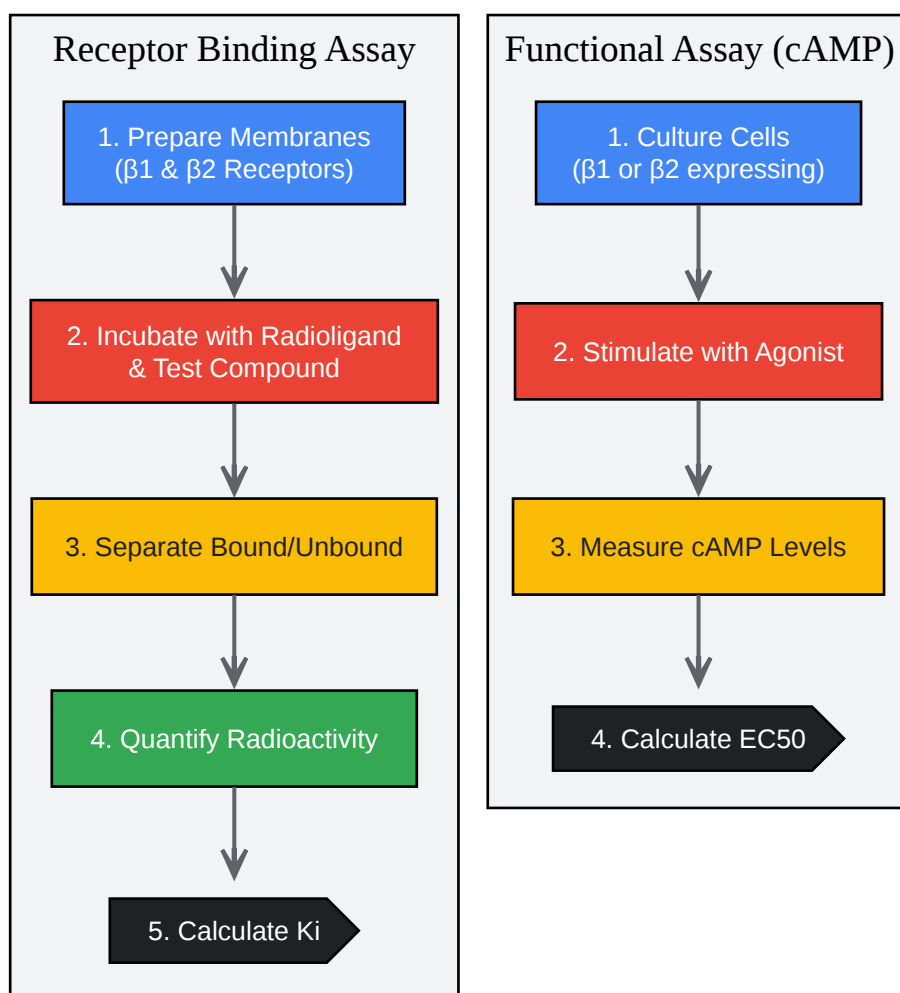 Receptor Binding Assay
1. Prepare Membranes
(β1 & β2 Receptors)
2. Incubate with Radioligand
& Test Compound
3. Separate Bound/Unbound
4. Quantify Radioactivity
5. Calculate Ki
Functional Assay (cAMP)
1. Culture Cells
(β1 or β2 expressing)
2. Stimulate with Agonist
3. Measure cAMP Levels
4. Calculate EC50